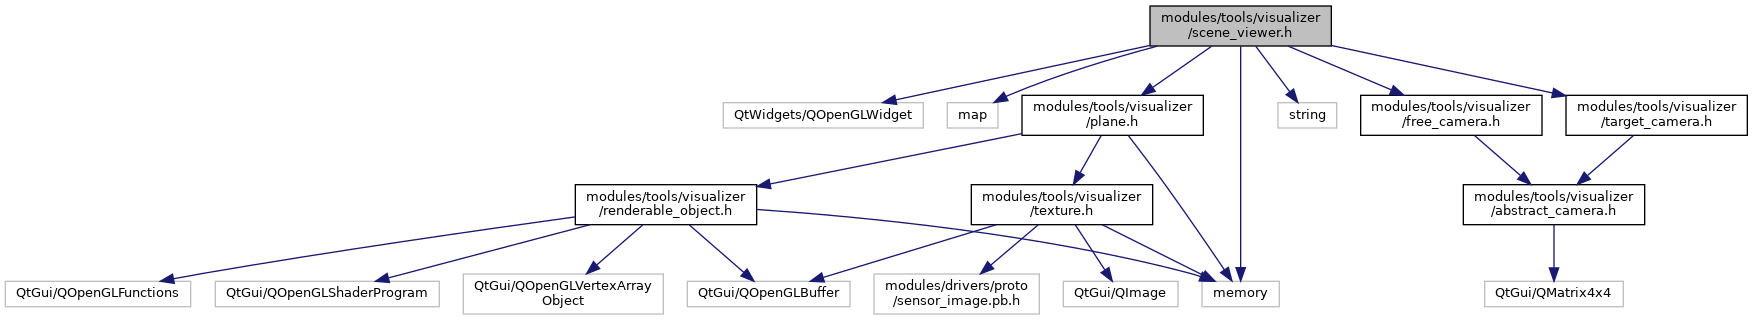 modules/tools/visualizer
/scene_viewer.h
QtWidgets/QOpenGLWidget
map
modules/tools/visualizer
/plane.h
string
modules/tools/visualizer
/free_camera.h
modules/tools/visualizer
/target_camera.h
modules/tools/visualizer
/renderable_object.h
modules/tools/visualizer
/texture.h
modules/tools/visualizer
/abstract_camera.h
QtGui/QOpenGLFunctions
QtGui/QOpenGLShaderProgram
QtGui/QOpenGLVertexArray
Object
QtGui/QOpenGLBuffer
modules/drivers/proto
/sensor_image.pb.h
QtGui/QImage
memory
QtGui/QMatrix4x4